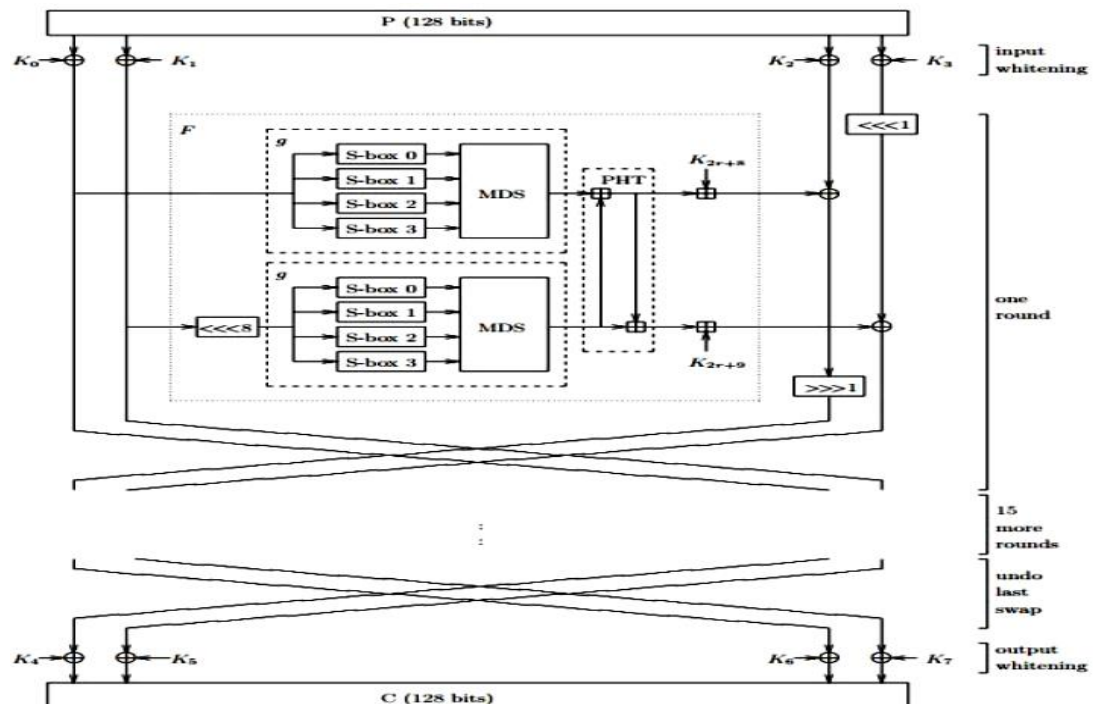 P (128 bits)
K0 K1 K2 K3
input
whitening
F
<<<1
g
S-box 0
S-box 1
S-box 2
S-box 3
MDS
PHT
K2r+8
g
S-box 0
S-box 1
S-box 2
S-box 3
<<<8
MDS
K2r+9
>>>1
one
round
:
:
15
more
rounds
undo
last
swap
K4 K5 K6 K7
output
whitening
C (128 bits)